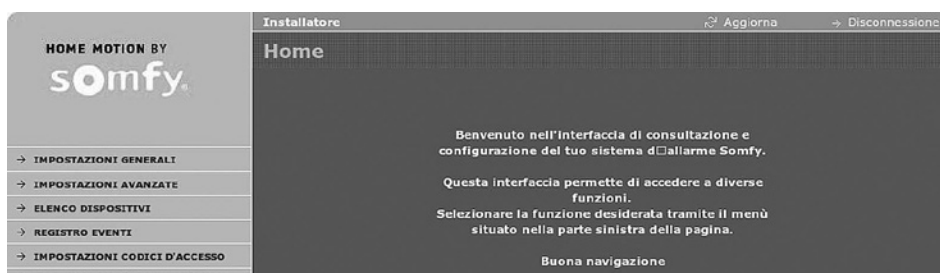 Installatore
Aggiorna
→ Disconnessione
HOME MOTION BY
somfy®
Home
Benvenuto nell'interfaccia di consultazione e
configurazione del tuo sistema d□allarme Somfy.
Questa interfaccia permette di accedere a diverse
funzioni.
Selezionare la funzione desiderata tramite il menù
situato nella parte sinistra della pagina.
Buona navigazione
→ IMPOSTAZIONI GENERALI
→ IMPOSTAZIONI AVANZATE
→ ELENCO DISPOSITIVI
→ REGISTRO EVENTI
→ IMPOSTAZIONI CODICI D'ACCESSO